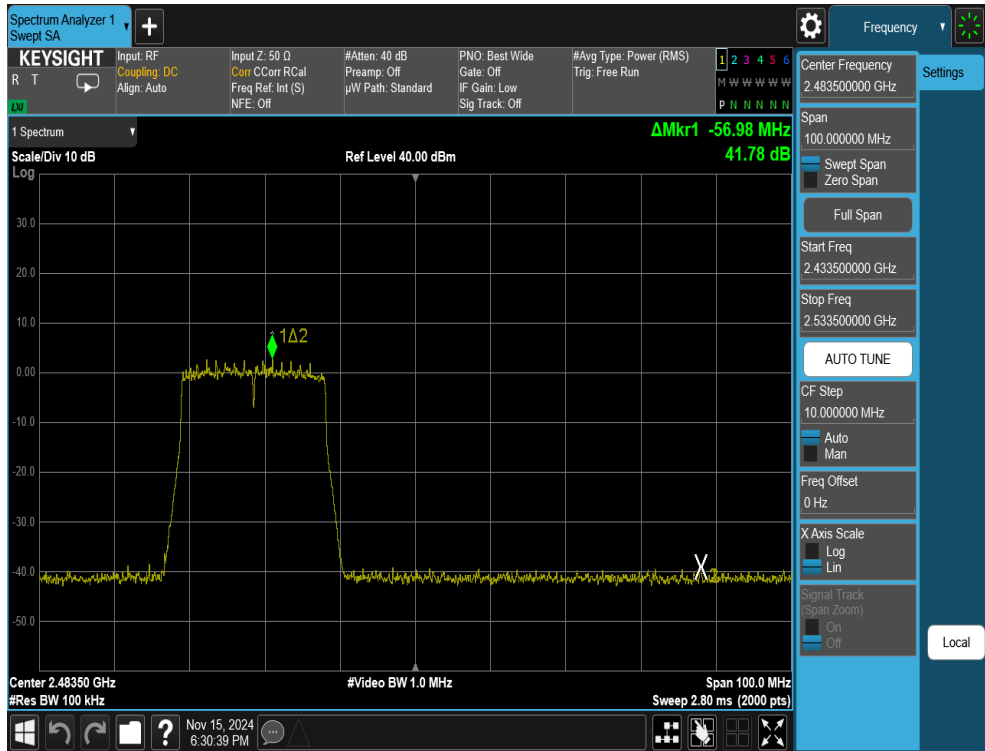 Spectrum Analyzer 1
Swept SA
+
Frequency
KEYSIGHT
R T
LXI
Input: RF
Coupling: DC
Align: Auto
Input Z: 50 Ω
Corr CCorr RCal
Freq Ref: Int (S)
NFE: Off
#Atten: 40 dB
Preamp: Off
µW Path: Standard
PNO: Best Wide
Gate: Off
IF Gain: Low
Sig Track: Off
#Avg Type: Power (RMS)
Trig: Free Run
1 2 3 4 5 6
M W W W W W
P N N N N N
1 Spectrum
ΔMkr1 -56.98 MHz
41.78 dB
Scale/Div 10 dB
Ref Level 40.00 dBm
Log
30.0
20.0
10.0
0.00
-10.0
-20.0
-30.0
-40.0
-50.0
1Δ2
X2
Center 2.48350 GHz
#Video BW 1.0 MHz
Span 100.0 MHz
#Res BW 100 kHz
Sweep 2.80 ms (2000 pts)
Center Frequency
2.483500000 GHz
Settings
Span
100.000000 MHz
Swept Span
Zero Span
Full Span
Start Freq
2.433500000 GHz
Stop Freq
2.533500000 GHz
AUTO TUNE
CF Step
10.000000 MHz
Auto
Man
Freq Offset
0 Hz
X Axis Scale
Log
Lin
Signal Track
(Span Zoom)
On
Off
Local
?
Nov 15, 2024
6:30:39 PM